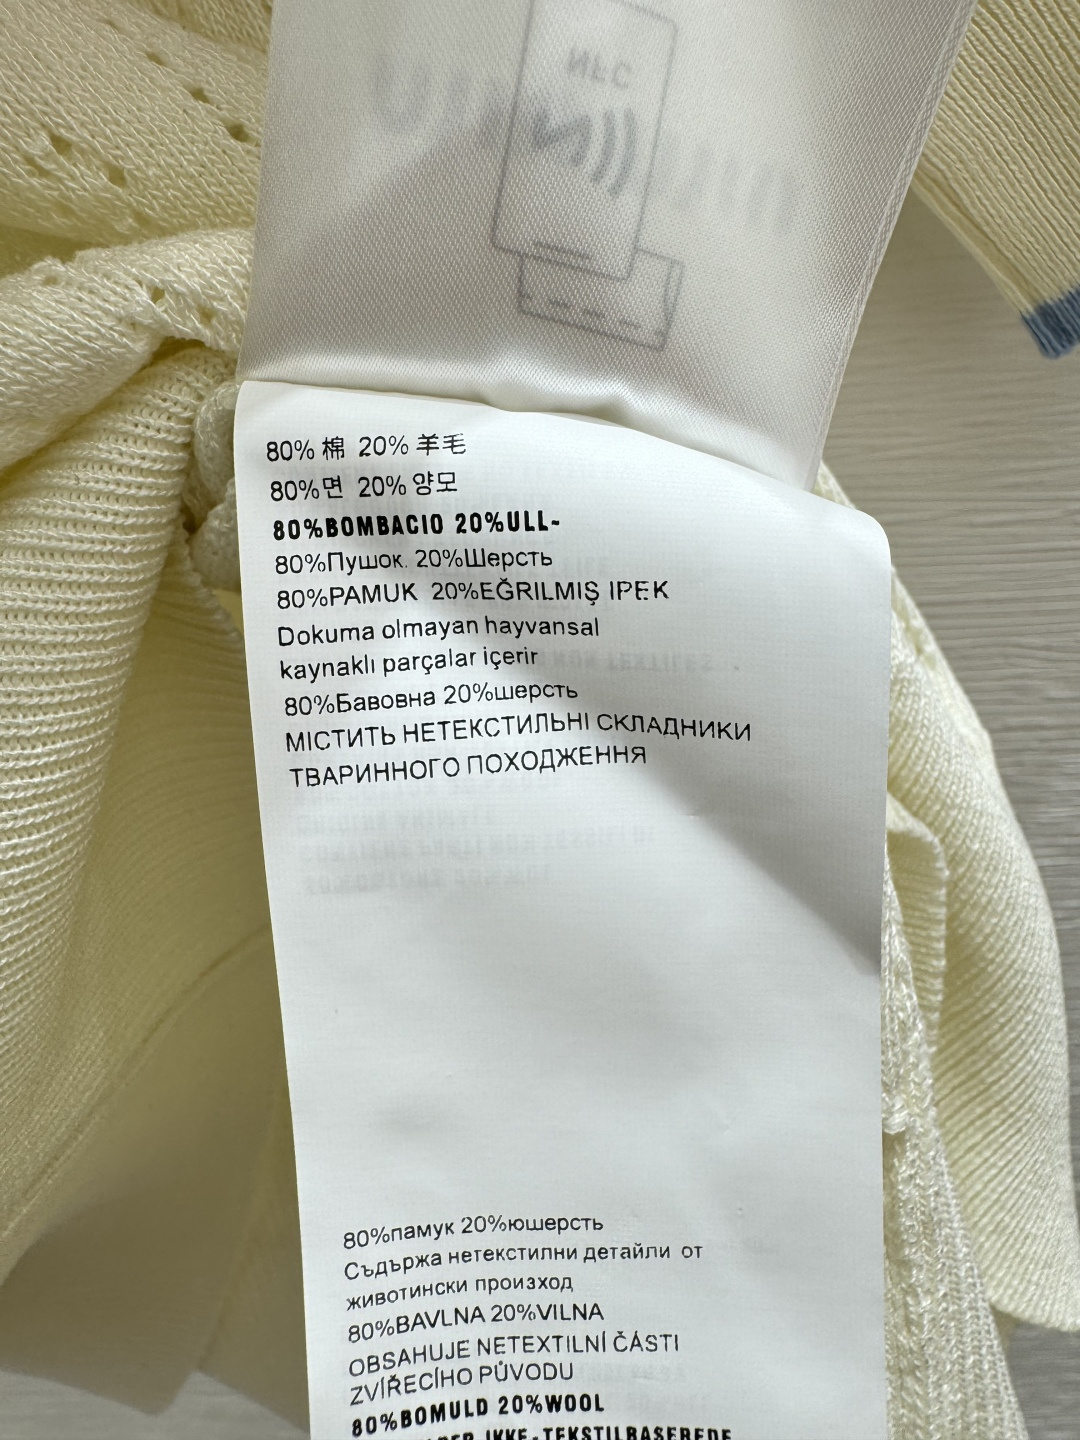 NFC
80% 棉 20% 羊毛
80%면 20% 양모
80%BOMBACIO 20%ULL-
80%Пушок. 20%Шерсть
80%PAMUK 20%EĞRILMIŞ IPEK
Dokuma olmayan hayvansal
kaynaklı parçalar içerir
80%Бавовна 20%шерсть
МІСТИТЬ НЕТЕКСТИЛЬНІ СКЛАДНИКИ
ТВАРИННОГО ПОХОДЖЕННЯ
80%памук 20%юшерсть
Съдържа нетекстилни детайли от
животински произход
80%BAVLNA 20%VILNA
OBSAHUJE NETEXTILNÍ ČÁSTI
ZVÍŘECÍHO PŮVODU
80%BOMULD 20%WOOL
IKKE-TEKSTILBASEREDE